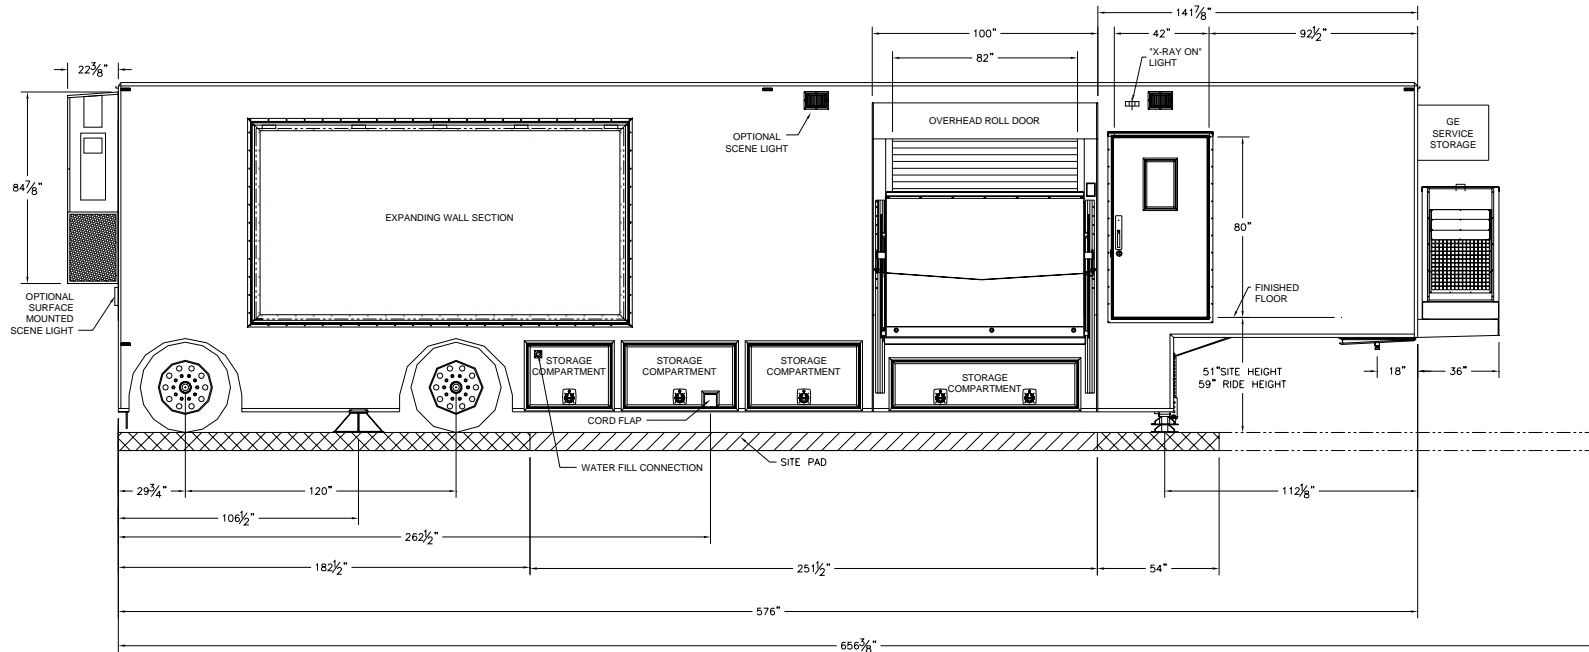 141⅞"
100"
42"
92½"
"X-RAY ON"
LIGHT
22⅜"
82"
OVERHEAD ROLL DOOR
GE
SERVICE
STORAGE
OPTIONAL
SCENE LIGHT
84⅞"
EXPANDING WALL SECTION
80"
OPTIONAL
SURFACE
MOUNTED
SCENE LIGHT
FINISHED
FLOOR
STORAGE
COMPARTMENT
STORAGE
COMPARTMENT
STORAGE
COMPARTMENT
STORAGE
COMPARTMENT
51"SITE HEIGHT
59" RIDE HEIGHT
18"
36"
CORD FLAP
WATER FILL CONNECTION
SITE PAD
29¾"
120"
112⅛"
106½"
262½"
182½"
251½"
54"
576"
656⅜"